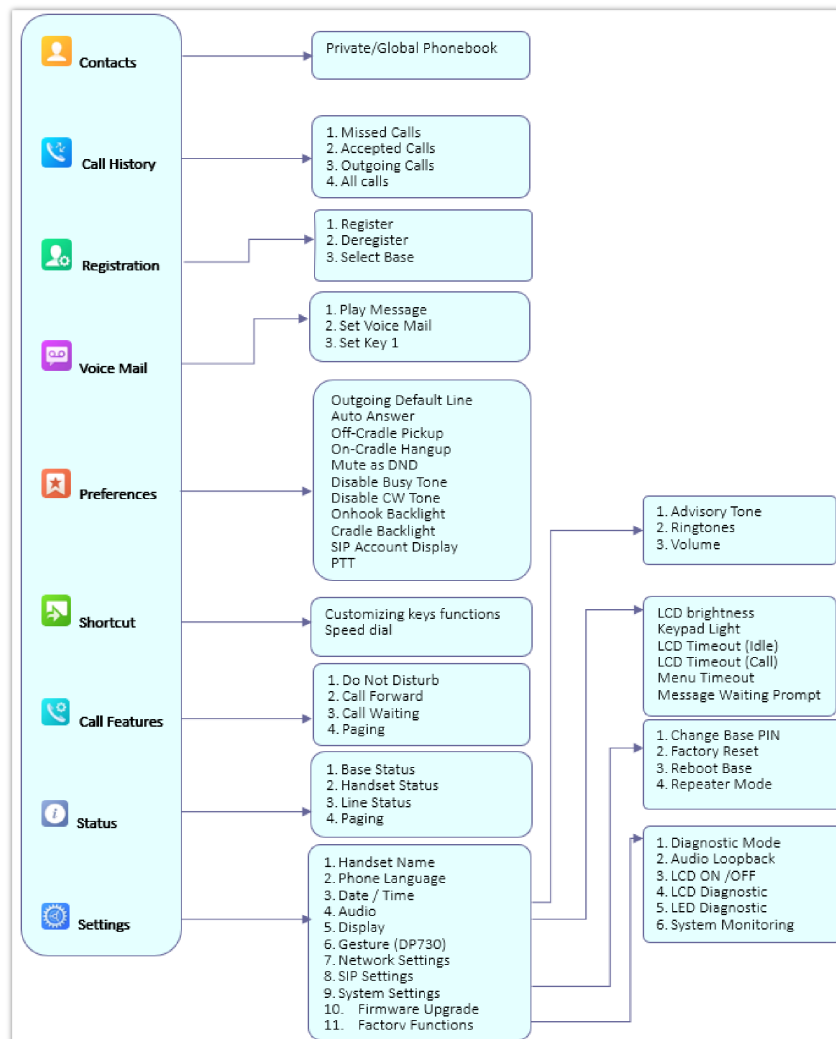 Contacts
Private/Global Phonebook
Call History
1. Missed Calls
2. Accepted Calls
3. Outgoing Calls
4. All calls
Registration
1. Register
2. Deregister
3. Select Base
Voice Mail
1. Play Message
2. Set Voice Mail
3. Set Key 1
Preferences
Outgoing Default Line
Auto Answer
Off-Cradle Pickup
On-Cradle Hangup
Mute as DND
Disable Busy Tone
Disable CW Tone
Onhook Backlight
Cradle Backlight
SIP Account Display
PTT
Shortcut
Customizing keys functions
Speed dial
Call Features
1. Do Not Disturb
2. Call Forward
3. Call Waiting
4. Paging
Status
1. Base Status
2. Handset Status
3. Line Status
4. Paging
Settings
1. Handset Name
2. Phone Language
3. Date / Time
4. Audio
5. Display
6. Gesture (DP730)
7. Network Settings
8. SIP Settings
9. System Settings
10. Firmware Upgrade
11. Factory Functions
1. Advisory Tone
2. Ringtones
3. Volume
LCD brightness
Keypad Light
LCD Timeout (Idle)
LCD Timeout (Call)
Menu Timeout
Message Waiting Prompt
1. Change Base PIN
2. Factory Reset
3. Reboot Base
4. Repeater Mode
1. Diagnostic Mode
2. Audio Loopback
3. LCD ON /OFF
4. LCD Diagnostic
5. LED Diagnostic
6. System Monitoring